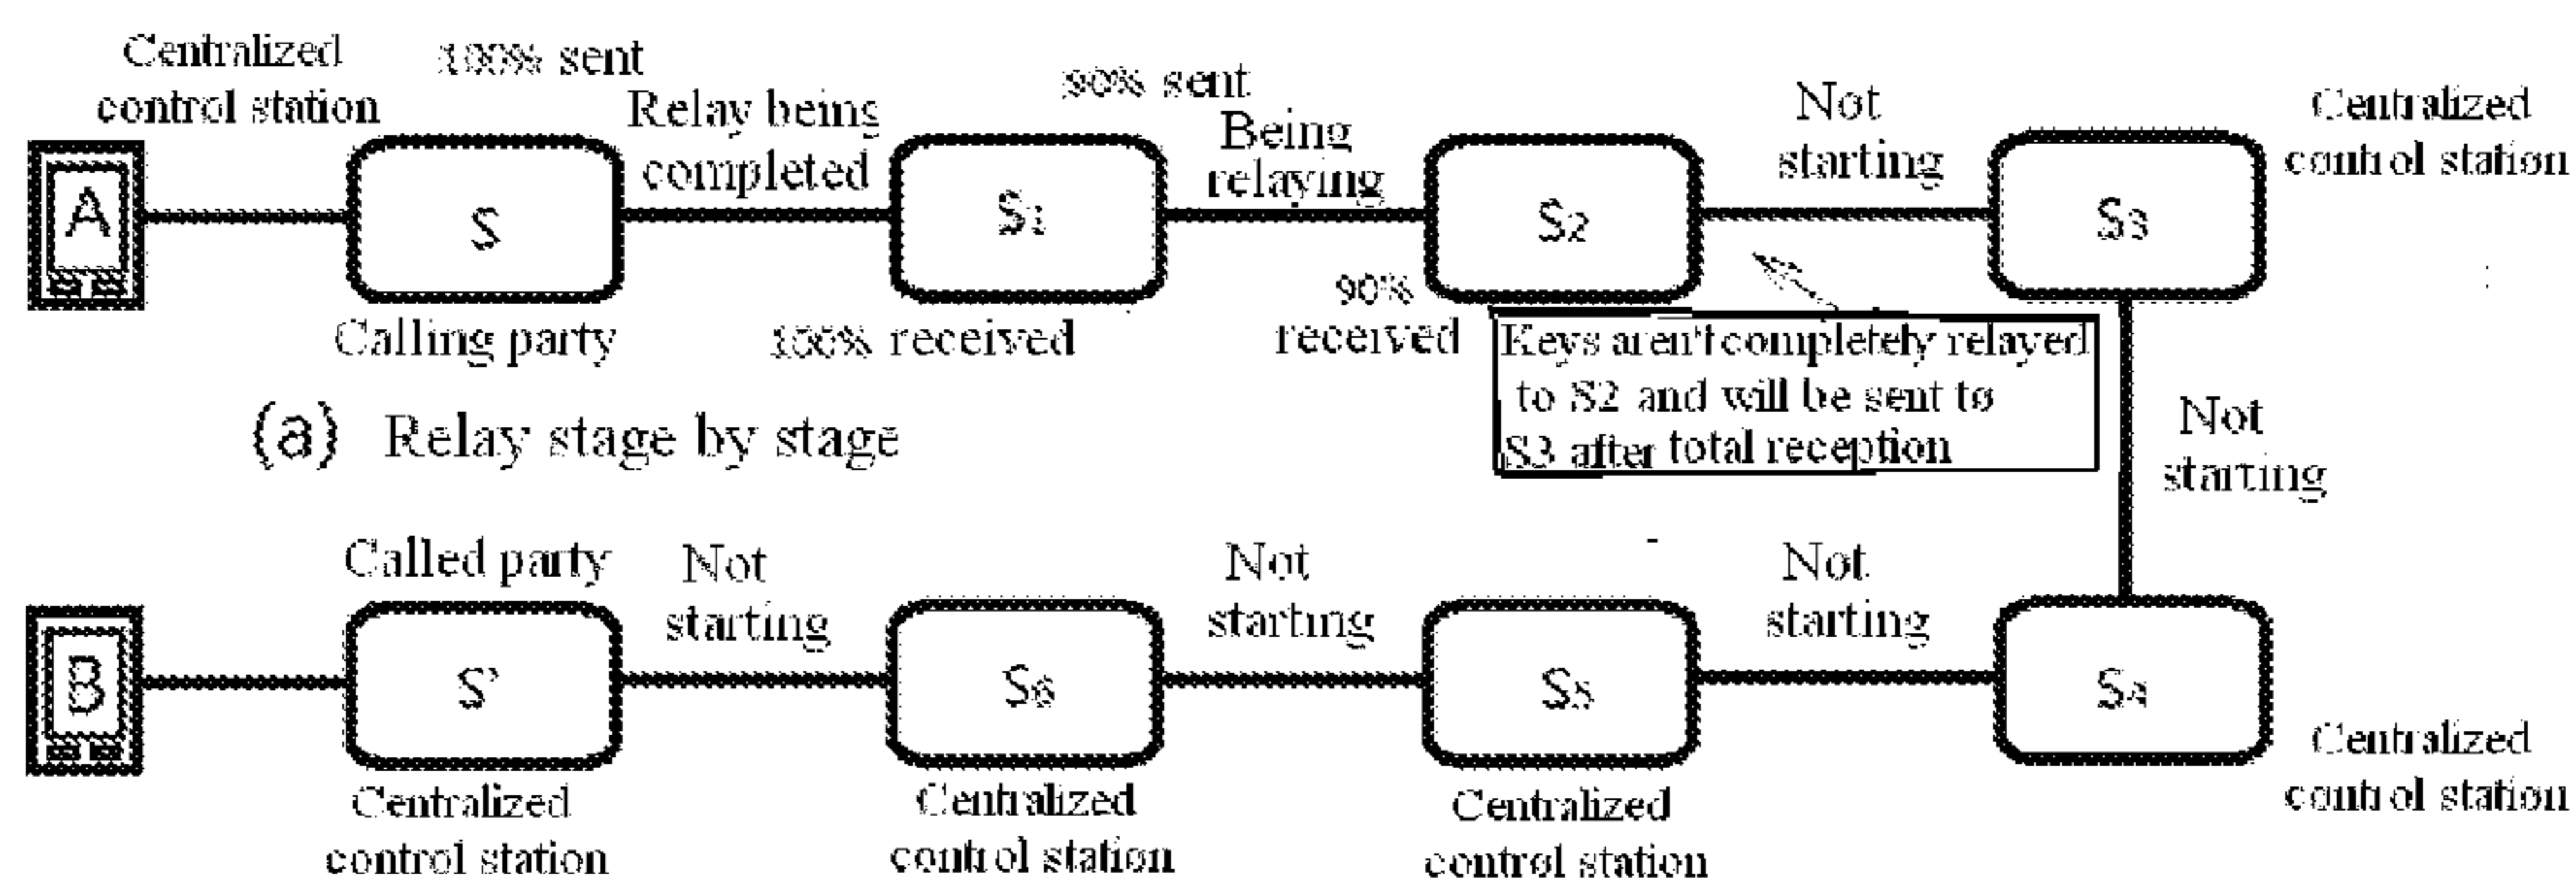 Centralized
control station
100% sent
Relay being
completed
90% sent
Being
relaying
Not
starting
Centralized
control station
A
S
S1
S2
S3
Calling party
100% received
90%
received
Keys aren't completely relayed
to S2 and will be sent to
S3 after total reception
(a) Relay stage by stage
Not
starting
Called party
Not
starting
Not
starting
Not
starting
B
S'
S6
S5
S4
Centralized
control station
Centralized
control station
Centralized
control station
Centralized
control station